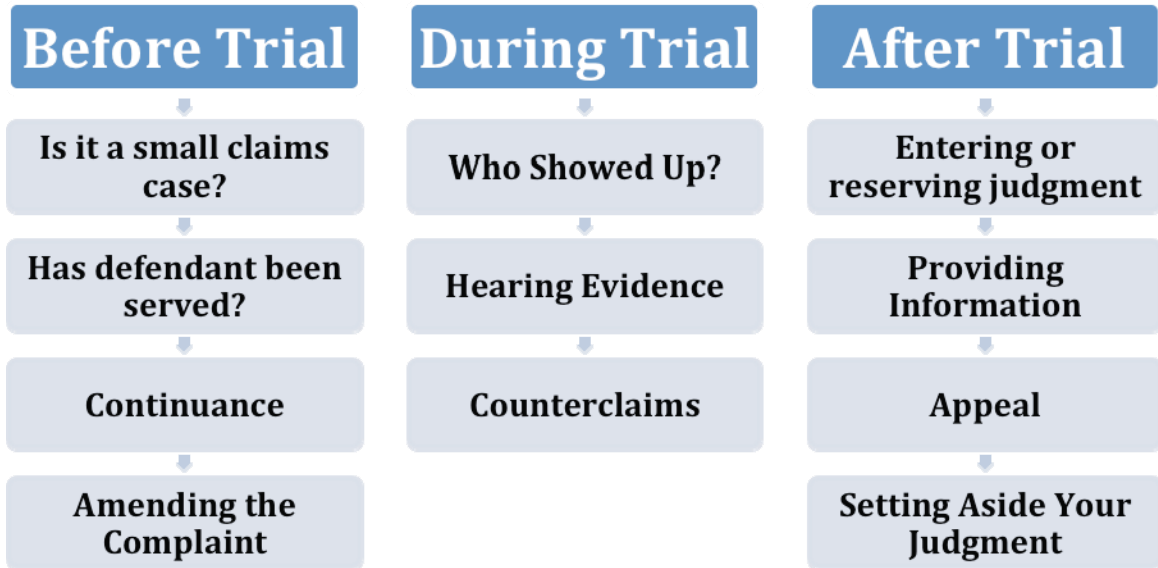 Before Trial
Is it a small claims
case?
Has defendant been
served?
Continuance
Amending the
Complaint
During Trial
Who Showed Up?
Hearing Evidence
Counterclaims
After Trial
Entering or
reserving judgment
Providing
Information
Appeal
Setting Aside Your
Judgment